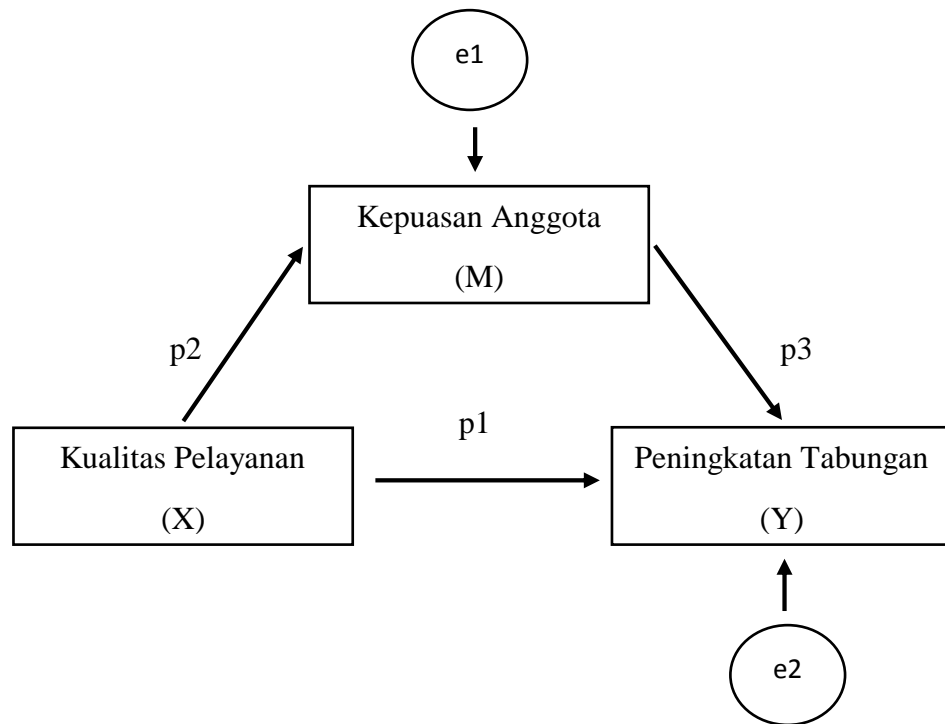 e1
Kepuasan Anggota
(M)
p2
p3
p1
Kualitas Pelayanan
(X)
Peningkatan Tabungan
(Y)
e2